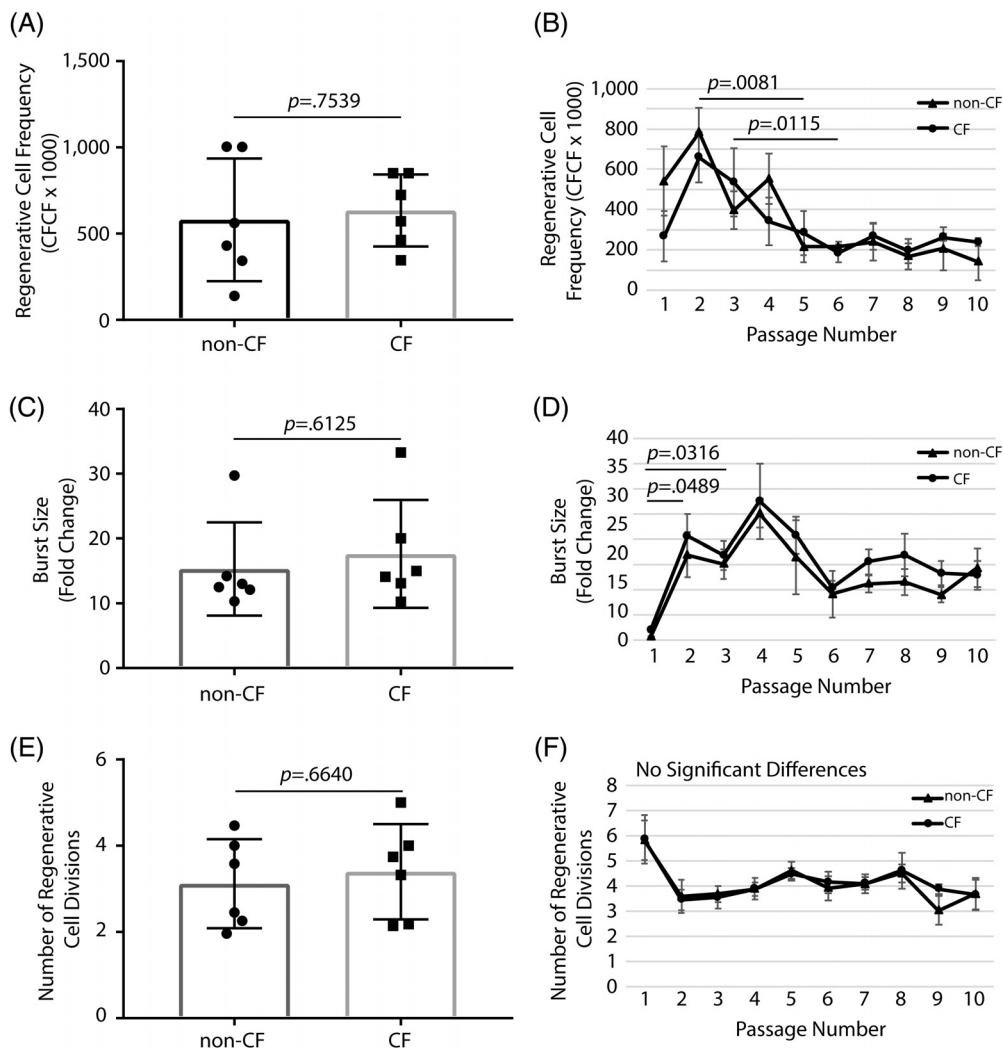 (A)
Regenerative Cell Frequency
(CFCF x 1000)
1,500
1,000
500
0
p=.7539
non-CF
CF
(B)
Regenerative Cell
Frequency (CFCF x 1000)
1,000
800
600
400
200
0
p=.0081
p=.0115
non-CF
CF
1 2 3 4 5 6 7 8 9 10
Passage Number
(C)
Burst Size
(Fold Change)
40
30
20
10
0
p=.6125
non-CF
CF
(D)
Burst Size
(Fold Change)
40
35
30
25
20
15
10
0
p=.0316
p=.0489
non-CF
CF
1 2 3 4 5 6 7 8 9 10
Passage Number
(E)
Number of Regenerative
Cell Divisions
6
4
2
0
p=.6640
non-CF
CF
(F)
No Significant Differences
Number of Regenerative
Cell Divisions
8
7
6
5
4
3
2
1
0
non-CF
CF
1 2 3 4 5 6 7 8 9 10
Passage Number